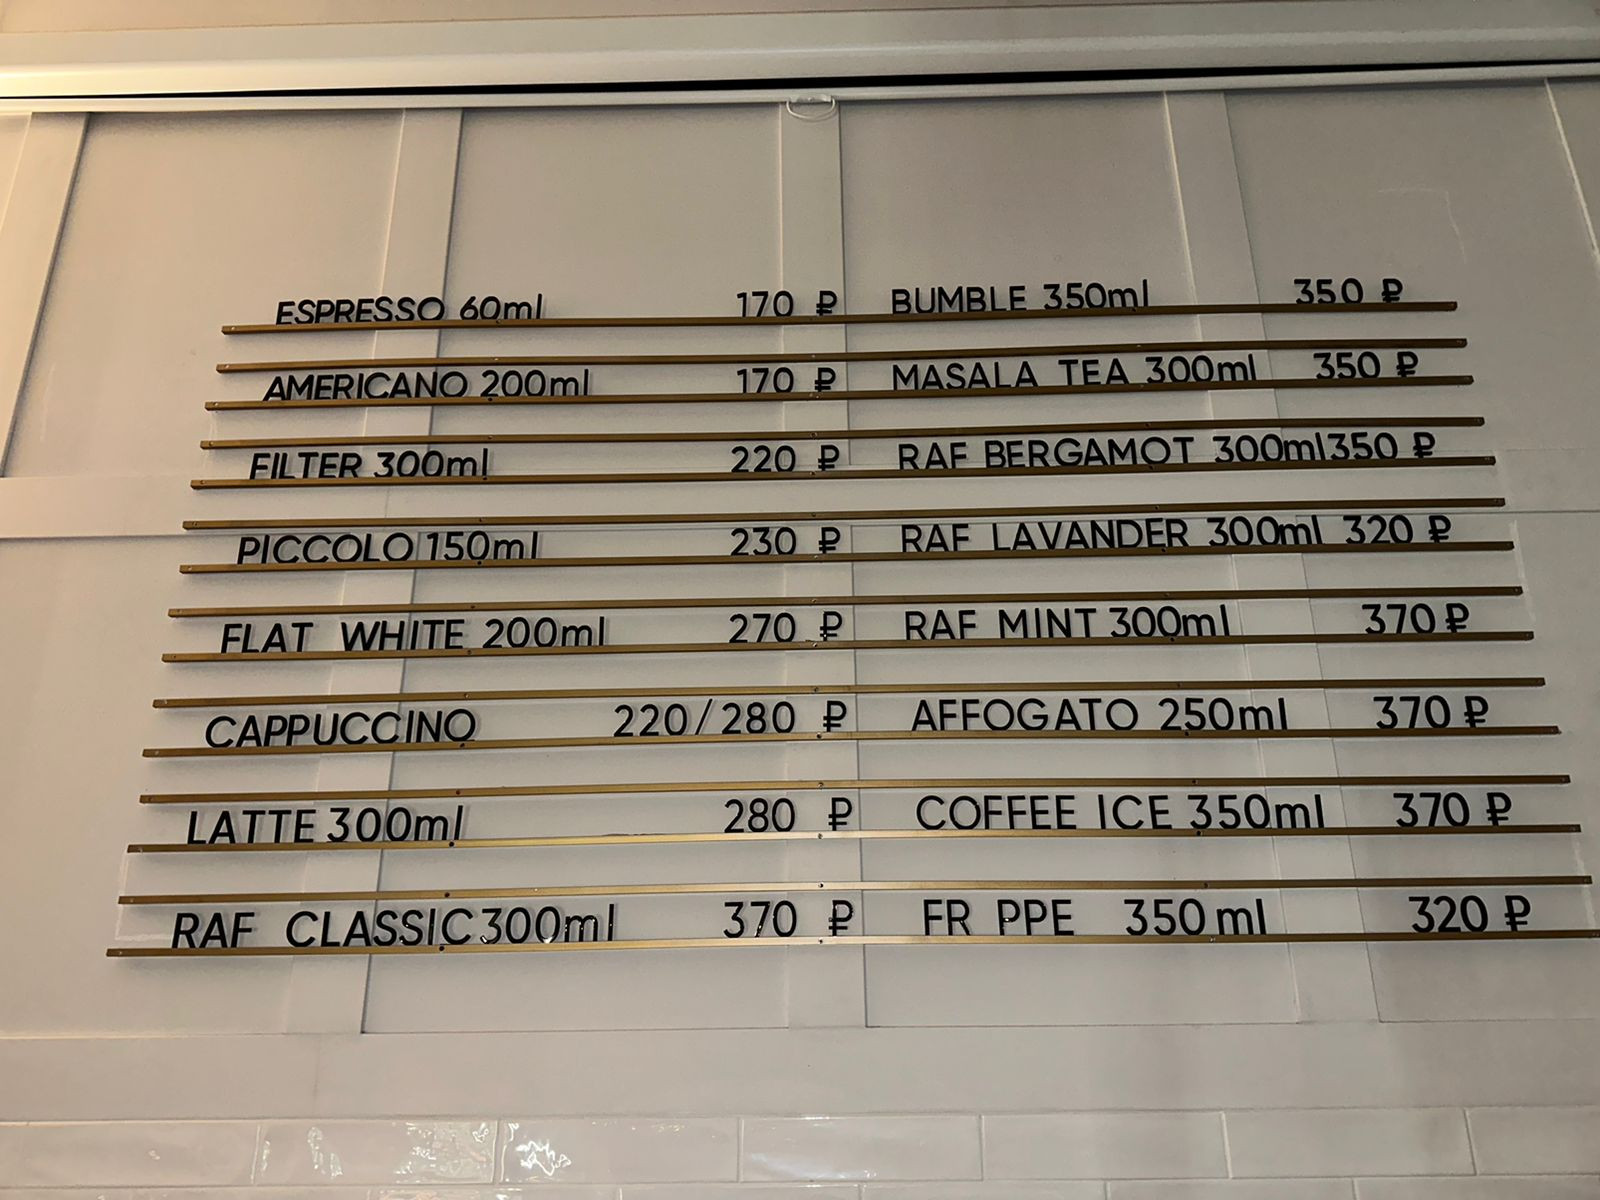 ESPRESSO 60ml 170 ₽
AMERICANO 200ml 170 ₽
FILTER 300ml 220 ₽
PICCOLO 150ml 230 ₽
FLAT WHITE 200ml 270 ₽
CAPPUCCINO 220/280 ₽
LATTE 300ml 280 ₽
RAF CLASSIC 300ml 370 ₽
BUMBLE 350ml 350 ₽
MASALA TEA 300ml 350 ₽
RAF BERGAMOT 300ml 350 ₽
RAF LAVANDER 300ml 320 ₽
RAF MINT 300ml 370 ₽
AFFOGATO 250ml 370 ₽
COFFEE ICE 350ml 370 ₽
FR PPE 350ml 320 ₽